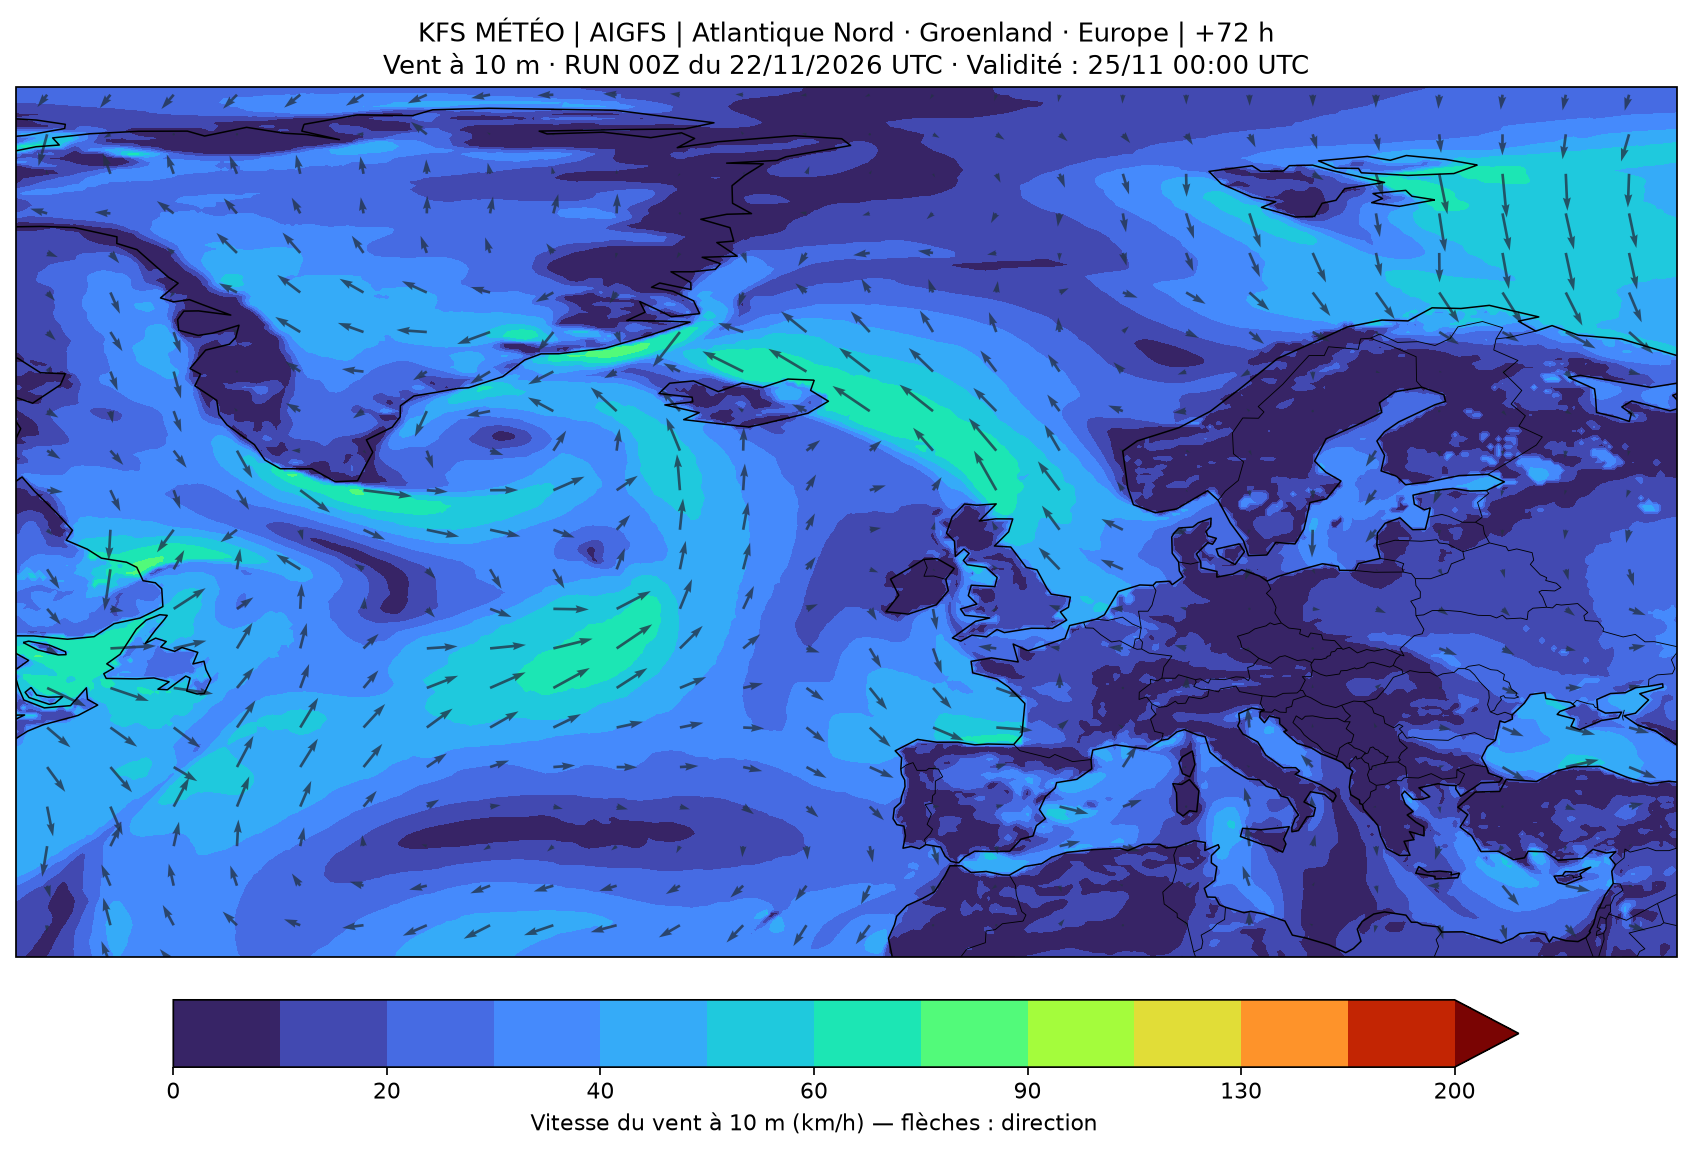 KFS MÉTÉO | AIGFS | Atlantique Nord · Groenland · Europe | +72 h
Vent à 10 m · RUN 00Z du 22/11/2026 UTC · Validité : 25/11 00:00 UTC
0 20 40 60 90 130 200
Vitesse du vent à 10 m (km/h) — flèches : direction